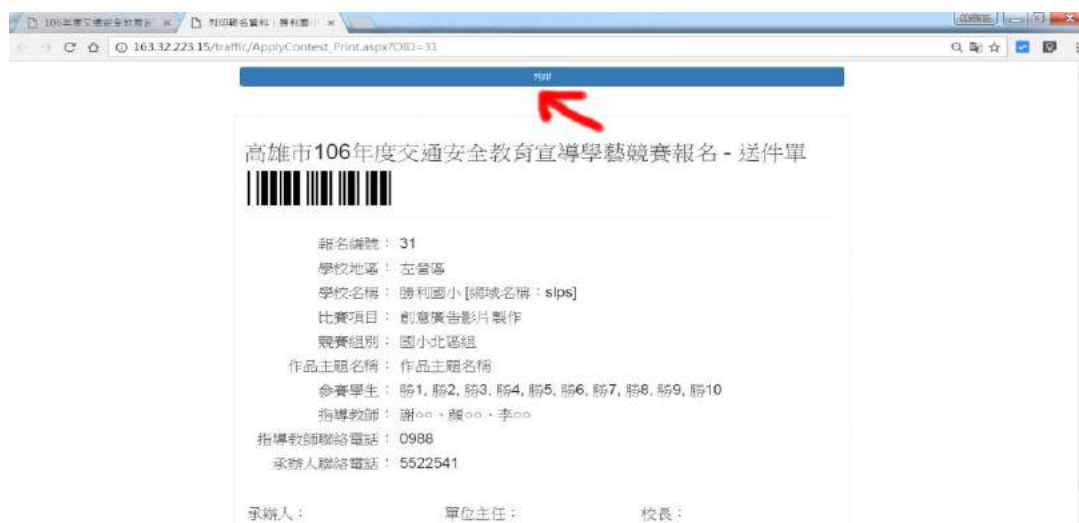 列印報名資料
163.32.223.15/traffic/ApplyContest_Print.aspx?OID=31
列印
高雄市106年度交通安全教育宣導學藝競賽報名 - 送件單
報名編號： 31
學校地區： 左營區
學校名稱： 勝利國小 [網域名稱：slps]
比賽項目： 創意廣告影片製作
競賽組別： 國小北區組
作品主題名稱： 作品主題名稱
參賽學生： 勝1, 勝2, 勝3, 勝4, 勝5, 勝6, 勝7, 勝8, 勝9, 勝10
指導教師： 謝○○、顏○○、李○○
指導教師聯絡電話： 0988
承辦人聯絡電話： 5522541
承辦人： 單位主任： 校長：